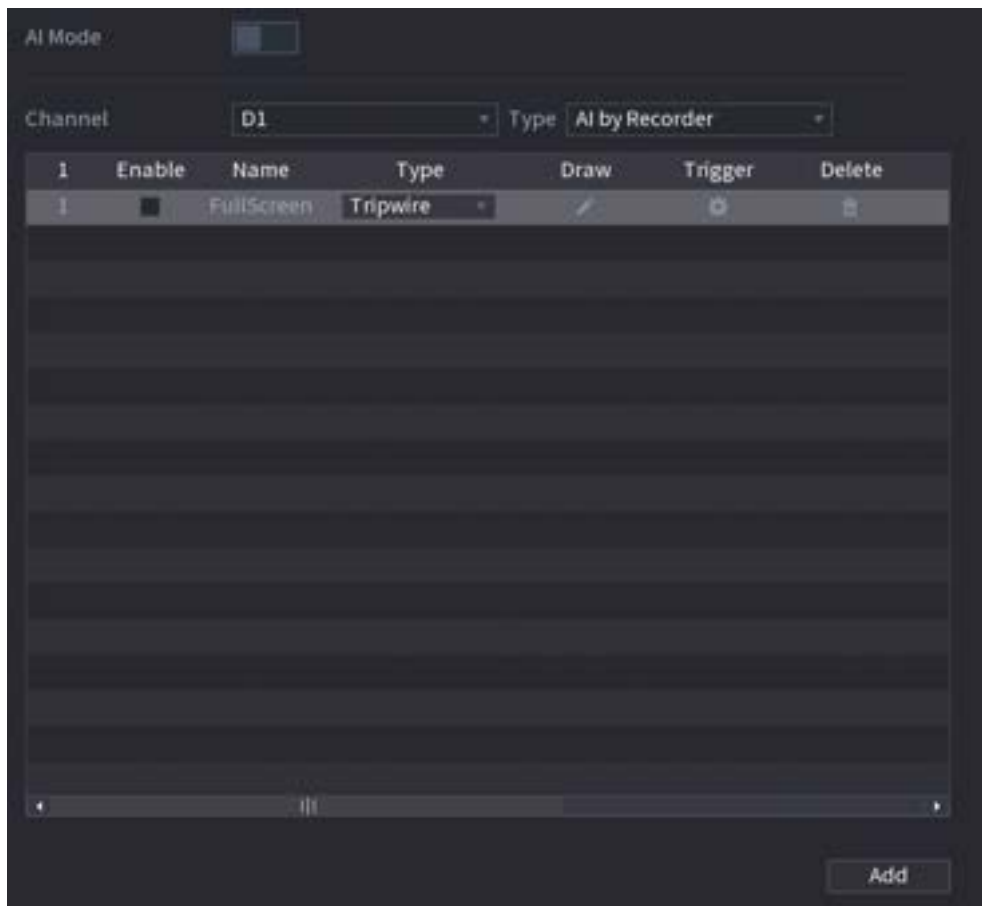 AI Mode
Channel D1 Type AI by Recorder
1 Enable Name Type Draw Trigger Delete
1 FullScreen Tripwire
Add